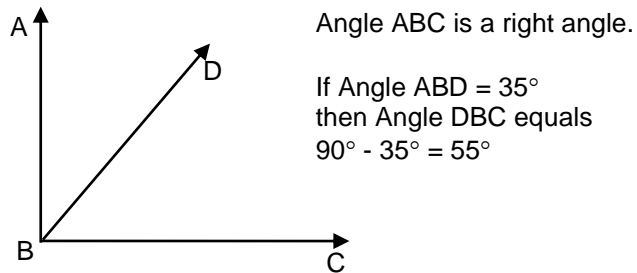 A
Angle ABC is a right angle.
D
If Angle ABD = 35°
then Angle DBC equals
90° - 35° = 55°
B
C